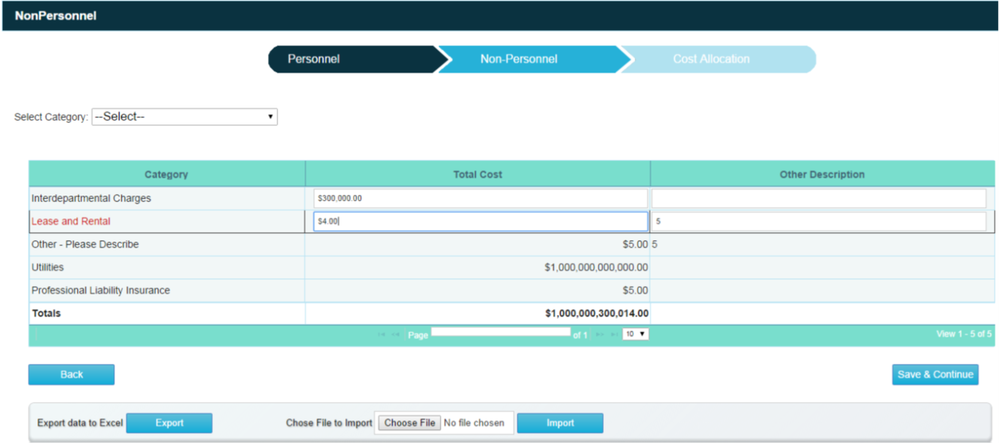 NonPersonnel
Personnel Non-Personnel Cost Allocation
Select Category: --Select--
Category Total Cost Other Description
Interdepartmental Charges $300,000.00
Lease and Rental $4.00 5
Other - Please Describe $5.00 5
Utilities $1,000,000,000,000.00
Professional Liability Insurance $5.00
Totals $1,000,000,300,014.00
Page of 1 10 View 1 - 5 of 5
Back Save & Continue
Export data to Excel Export Chose File to Import Choose File No file chosen Import